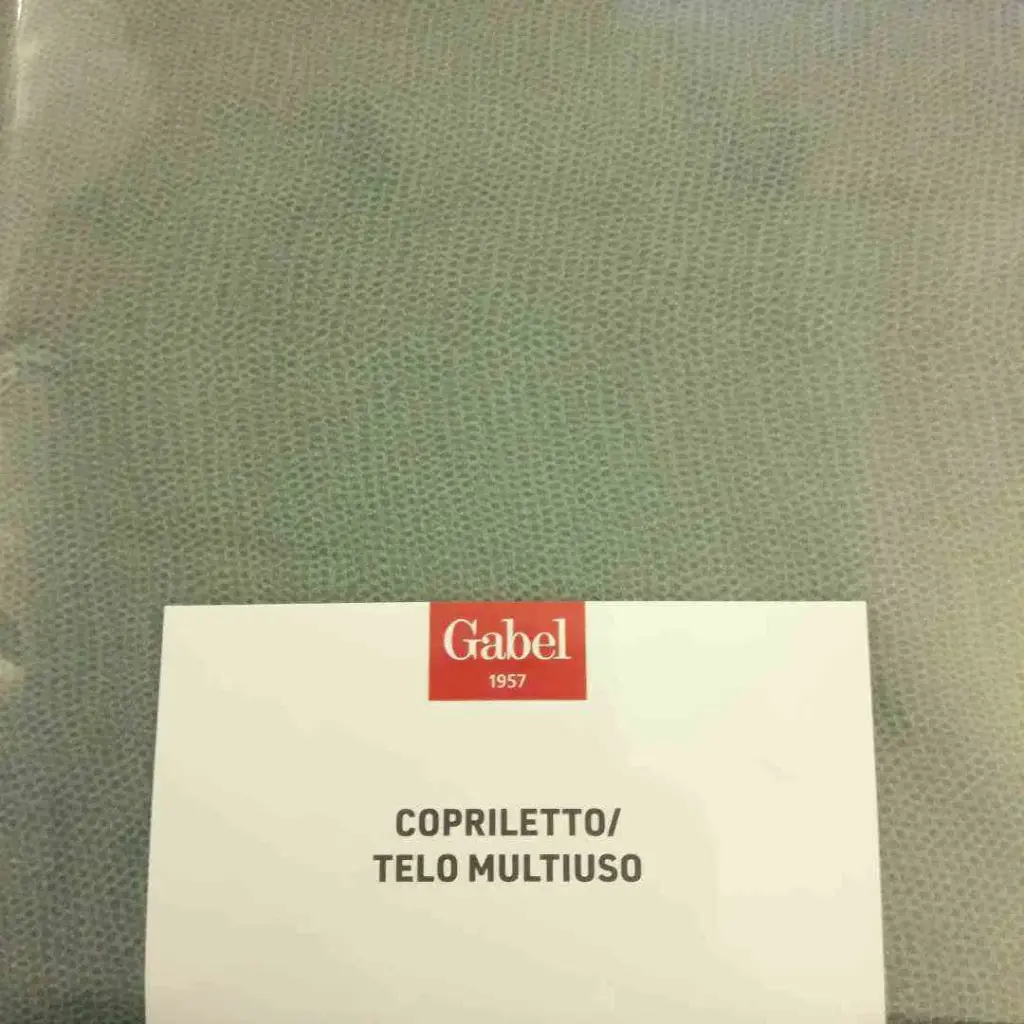 Gabel
1957
COPRILETTO/
TELO MULTIUSO